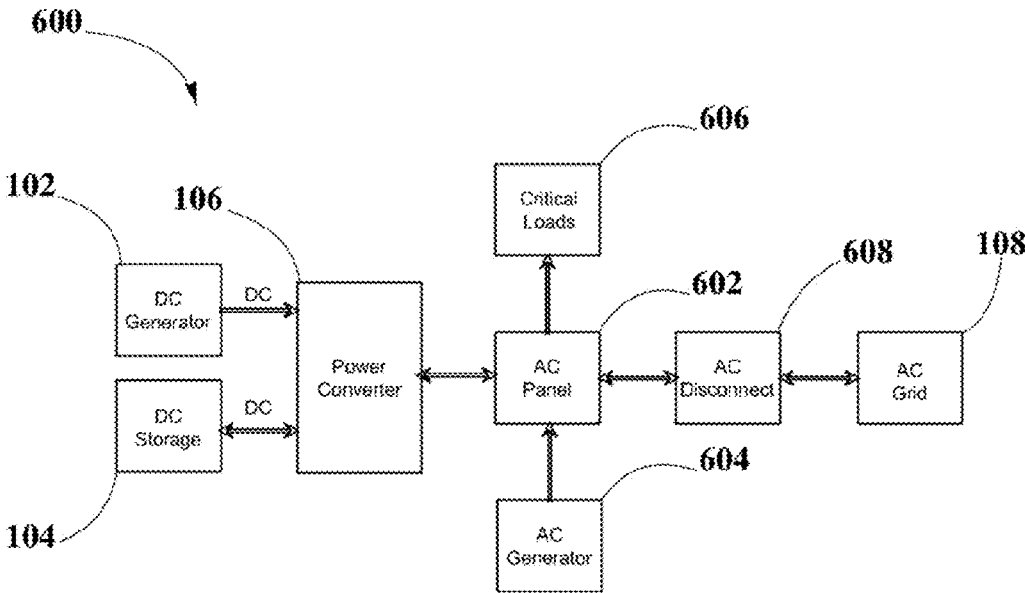 600
606
Critical
Loads
102
106
608
108
602
DC
Generator
DC
Power
Converter
AC
Panel
AC
Disconnect
AC
Grid
DC
Storage
DC
604
104
AC
Generator